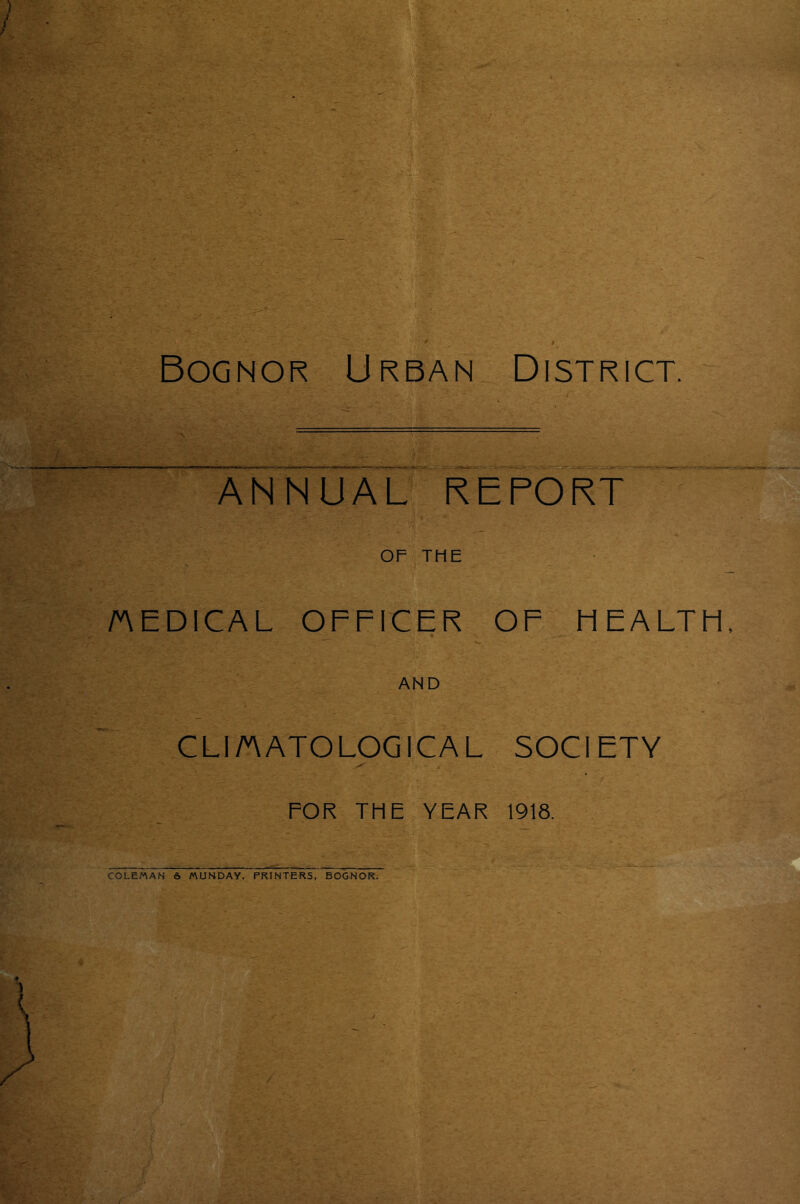 BOGNOR URBAN DISTRICT.
ANNUAL REPORT
OF THE
MEDICAL OFFICER OF HEALTH,
AND
CLIMATOLOGICAL SOCIETY
FOR THE YEAR 1918.
COLEMAN & MUNDAY, PRINTERS, BOGNOR.